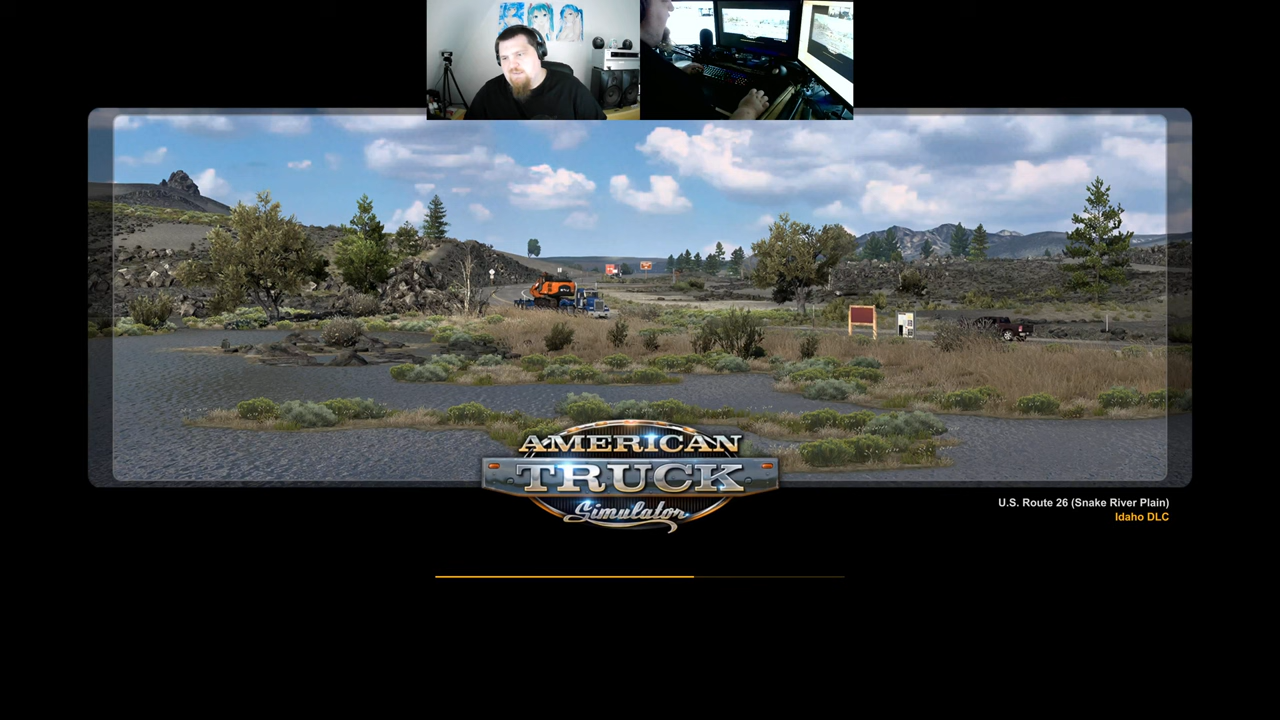 AMERICAN
TRUCK
Simulator
U.S. Route 26 (Snake River Plain)
Idaho DLC